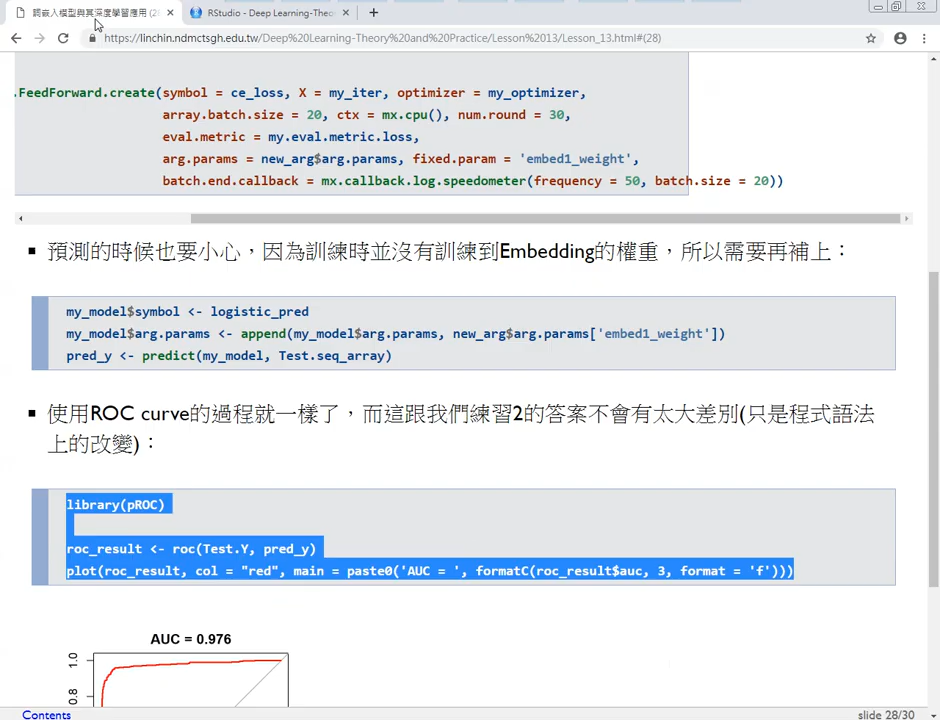 詞嵌入模型與其深度學習應用 (2
RStudio - Deep Learning-Theo
https://linchin.ndmctsgh.edu.tw/Deep%20Learning-Theory%20and%20Practice/Lesson%2013/Lesson_13.html#(28)
.FeedForward.create(symbol = ce_loss, X = my_iter, optimizer = my_optimizer,
array.batch.size = 20, ctx = mx.cpu(), num.round = 30,
eval.metric = my.eval.metric.loss,
arg.params = new_arg$arg.params, fixed.param = 'embed1_weight',
batch.end.callback = mx.callback.log.speedometer(frequency = 50, batch.size = 20))
預測的時候也要小心，因為訓練時並沒有訓練到Embedding的權重，所以需要再補上：
my_model$symbol <- logistic_pred
my_model$arg.params <- append(my_model$arg.params, new_arg$arg.params['embed1_weight'])
pred_y <- predict(my_model, Test.seq_array)
使用ROC curve的過程就一樣了，而這跟我們練習2的答案不會有太大差別(只是程式語法
上的改變)：
library(pROC)
roc_result <- roc(Test.Y, pred_y)
plot(roc_result, col = "red", main = paste0('AUC = ', formatC(roc_result$auc, 3, format = 'f')))
AUC = 0.976
1.0
0.8
Contents
slide 28/30